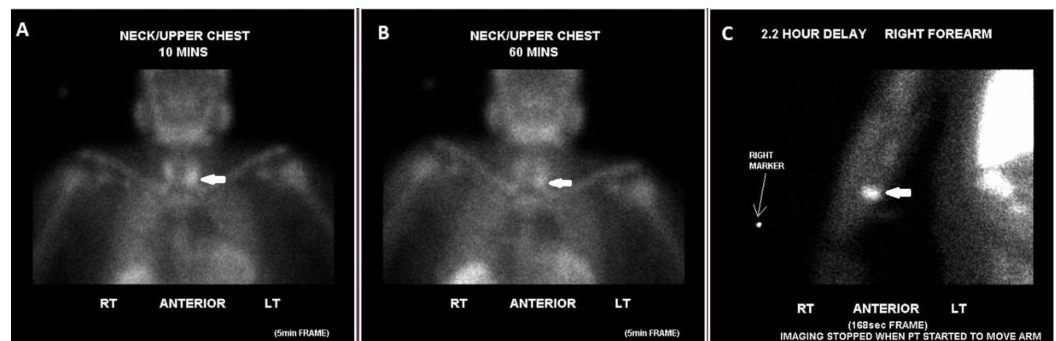 A
NECK/UPPER CHEST
10 MINS
RT ANTERIOR LT
(5min FRAME)
B
NECK/UPPER CHEST
60 MINS
RT ANTERIOR LT
(5min FRAME)
C
2.2 HOUR DELAY RIGHT FOREARM
RIGHT
MARKER
RT ANTERIOR LT
(168sec FRAME)
IMAGING STOPPED WHEN PT STARTED TO MOVE ARM